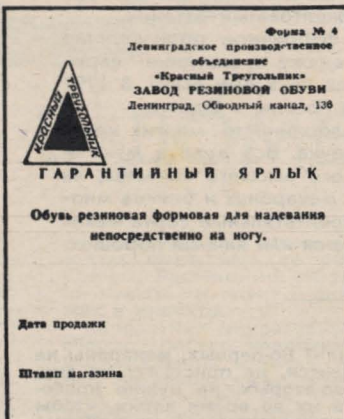 Форма № 4
Ленинградское производственное
объединение
«Красный Треугольник»
ЗАВОД РЕЗИНОВОЙ ОБУВИ
Ленинград, Обводный канал, 138
КРАСНЫЙ
ТРЕУГОЛЬНИК
ГАРАНТИЙНЫЙ ЯРЛЫК
Обувь резиновая формовая для надевания
непосредственно на ногу.
Дата продажи
Штамп магазина